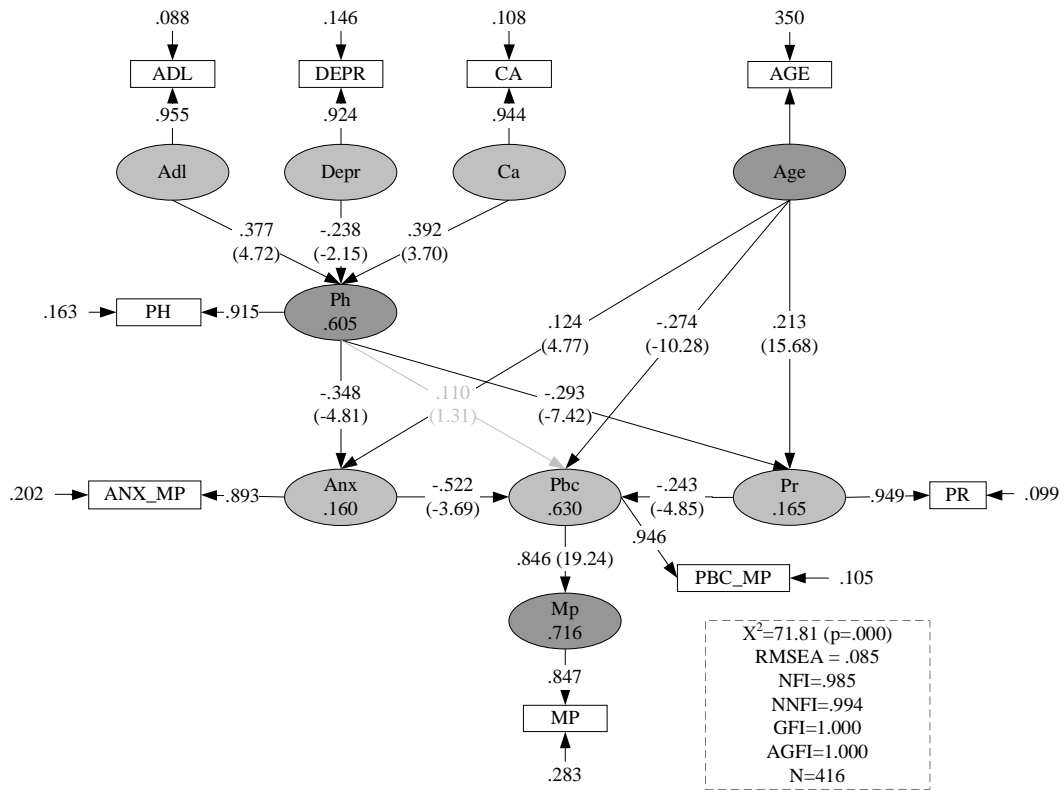 .088
.146
.108
350
ADL
DEPR
CA
AGE
.955
.924
.944
Adl
Depr
Ca
Age
.377
(4.72)
-.238
(-2.15)
.392
(3.70)
.163
PH
.915
Ph
.605
.124
(4.77)
-.274
(-10.28)
.213
(15.68)
-.348
(-4.81)
.110
(1.31)
-.293
(-7.42)
.202
ANX_MP
.893
Anx
.160
-.522
(-3.69)
Pbc
.630
-.243
(-4.85)
Pr
.165
.949
PR
.099
.846 (19.24)
.946
PBC_MP
.105
Mp
.716
.847
MP
.283
X²=71.81 (p=.000)
RMSEA = .085
NFI=.985
NNFI=.994
GFI=1.000
AGFI=1.000
N=416